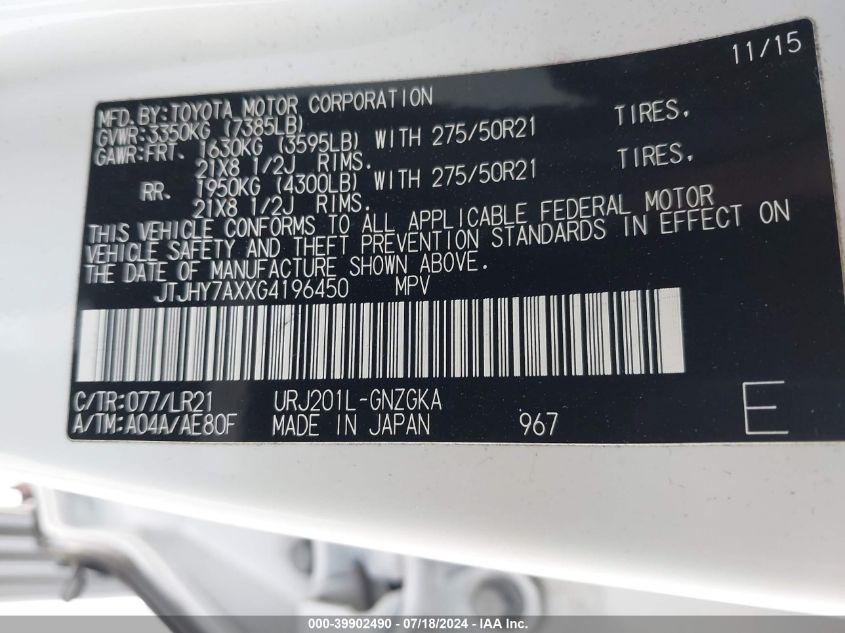 11/15
MFD.BY:TOYOTA MOTOR CORPORATION
GVWR:3350KG (7385LB)
GAWR:FRT. 1630KG (3595LB) WITH 275/50R21 TIRES.
21X8 1/2J RIMS.
RR. 1950KG (4300LB) WITH 275/50R21 TIRES.
21X8 1/2J RIMS.
THIS VEHICLE CONFORMS TO ALL APPLICABLE FEDERAL MOTOR
VEHICLE SAFETY AND THEFT PREVENTION STANDARDS IN EFFECT ON
THE DATE OF MANUFACTURE SHOWN ABOVE.
JTJHY7AXXG4196450 MPV
C/TR:077/LR21 URJ201L-GNZGKA
A/TM:A04A/AE80F MADE IN JAPAN 967 E
000-39902490 - 07/18/2024 - IAA Inc.